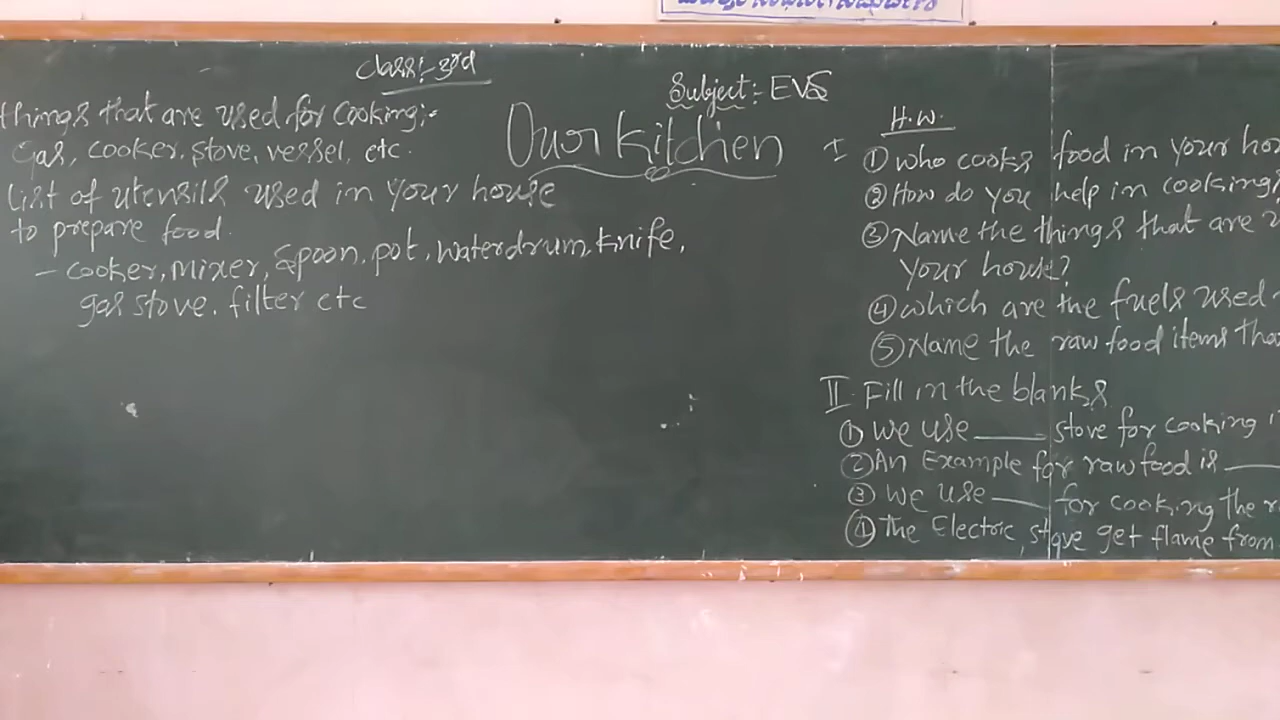 Class:- 3rd
Subject:- EVS
Our kitchen
things that are used for cooking:-
Gas, cooker, stove, vessel, etc.
List of utensils used in your house
to prepare food.
- cooker, mixer, spoon, pot, waterdrum, knife,
gas stove, filter etc
H.W.
I ① Who cooks food in your
② How do you help in cooking
③ Name the things that are
your house?
④ Which are the fuels used
⑤ Name the raw food items
II Fill in the blanks
① We use ____ stove for cooking
② An Example for raw food is ____
③ We use ____ for cooking the
④ The Electric stove get flame from